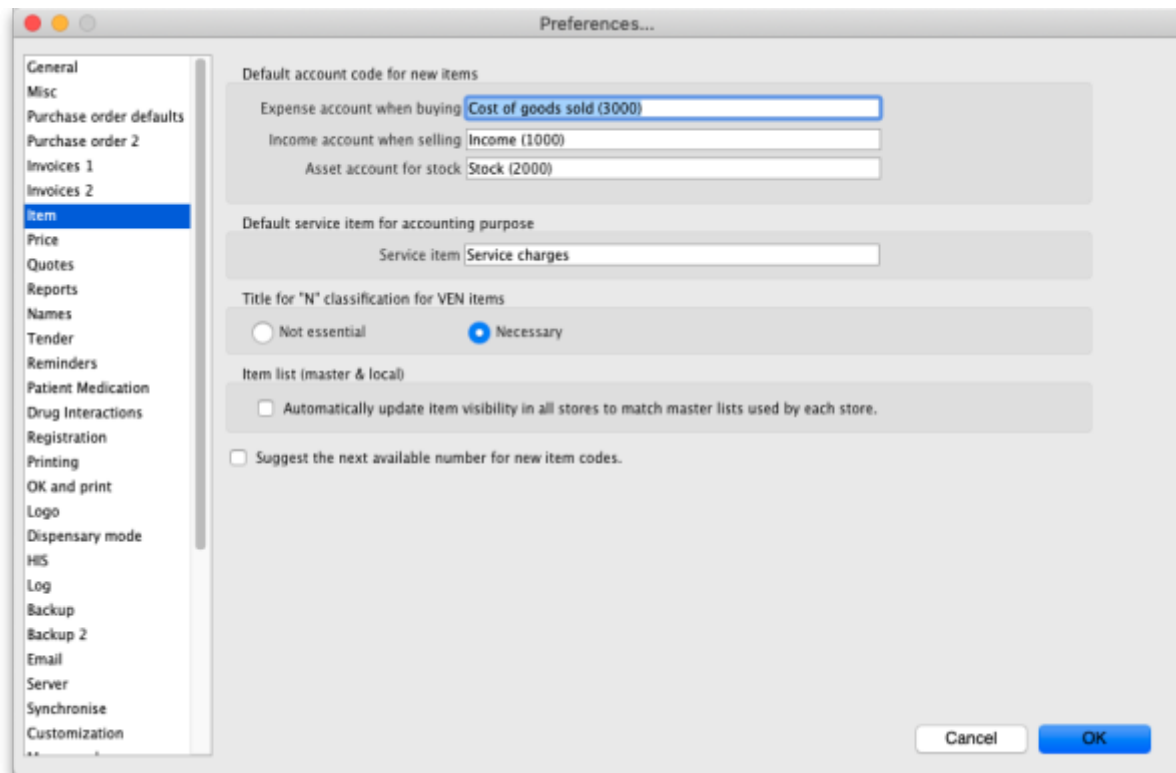 Preferences...
General
Misc
Purchase order defaults
Purchase order 2
Invoices 1
Invoices 2
Item
Price
Quotes
Reports
Names
Tender
Reminders
Patient Medication
Drug Interactions
Registration
Printing
OK and print
Logo
Dispensary mode
HIS
Log
Backup
Backup 2
Email
Server
Synchronise
Customization
Default account code for new items
Expense account when buying Cost of goods sold (3000)
Income account when selling Income (1000)
Asset account for stock Stock (2000)
Default service item for accounting purpose
Service item Service charges
Title for "N" classification for VEN items
Not essential Necessary
Item list (master & local)
Automatically update item visibility in all stores to match master lists used by each store.
Suggest the next available number for new item codes.
Cancel OK